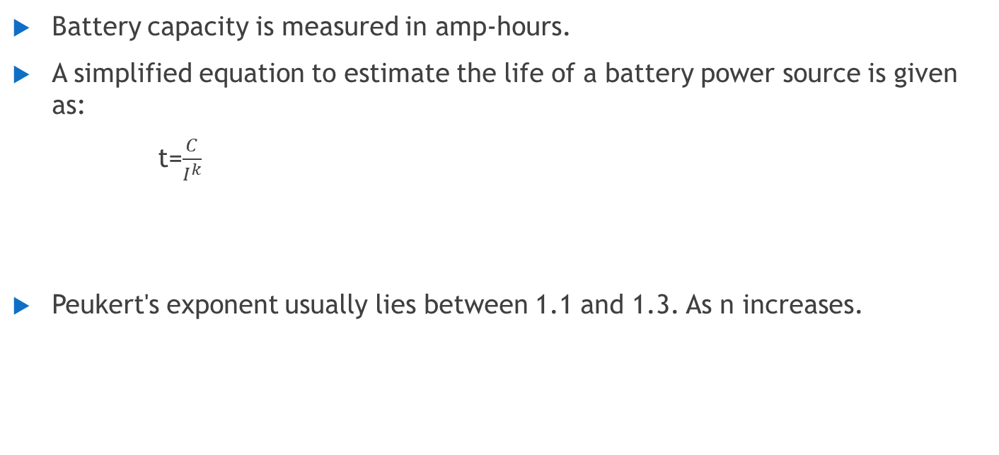 Battery capacity is measured in amp-hours.
A simplified equation to estimate the life of a battery power source is given
as:
t=C/I^k
Peukert's exponent usually lies between 1.1 and 1.3. As n increases.